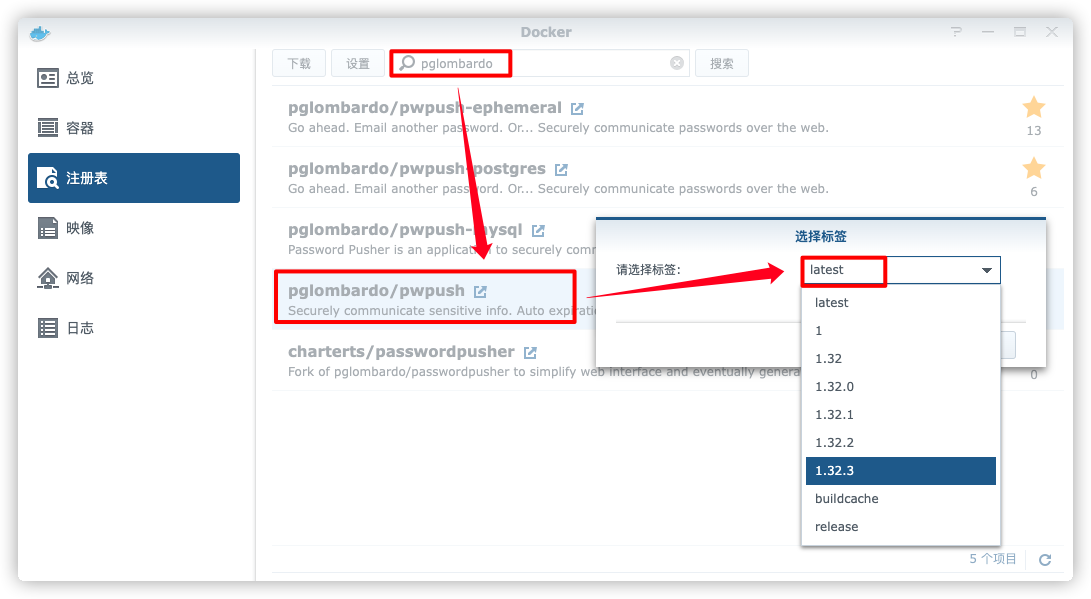 Docker
总览
容器
注册表
映像
网络
日志
下载
设置
pglombardo
搜索
pglombardo/pwpush-ephemeral
Go ahead. Email another password. Or... Securely communicate passwords over the web.
13
pglombardo/pwpush-postgres
Go ahead. Email another password. Or... Securely communicate passwords over the web.
6
pglombardo/pwpush-mysql
Password Pusher is an application to securely comm
pglombardo/pwpush
Securely communicate sensitive info. Auto expirati
charterts/passwordpusher
Fork of pglombardo/passwordpusher to simplify web interface and eventually genera
0
选择标签
请选择标签:
latest
latest
1
1.32
1.32.0
1.32.1
1.32.2
1.32.3
buildcache
release
5 个项目